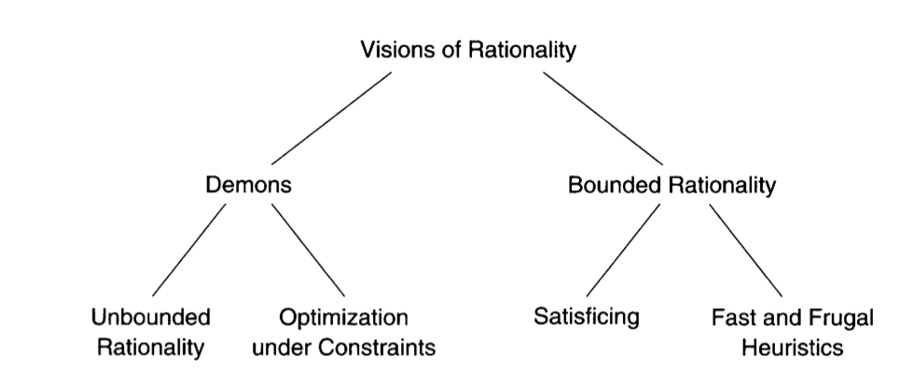 Visions of Rationality
Demons
Bounded Rationality
Unbounded
Rationality
Optimization
under Constraints
Satisficing
Fast and Frugal
Heuristics